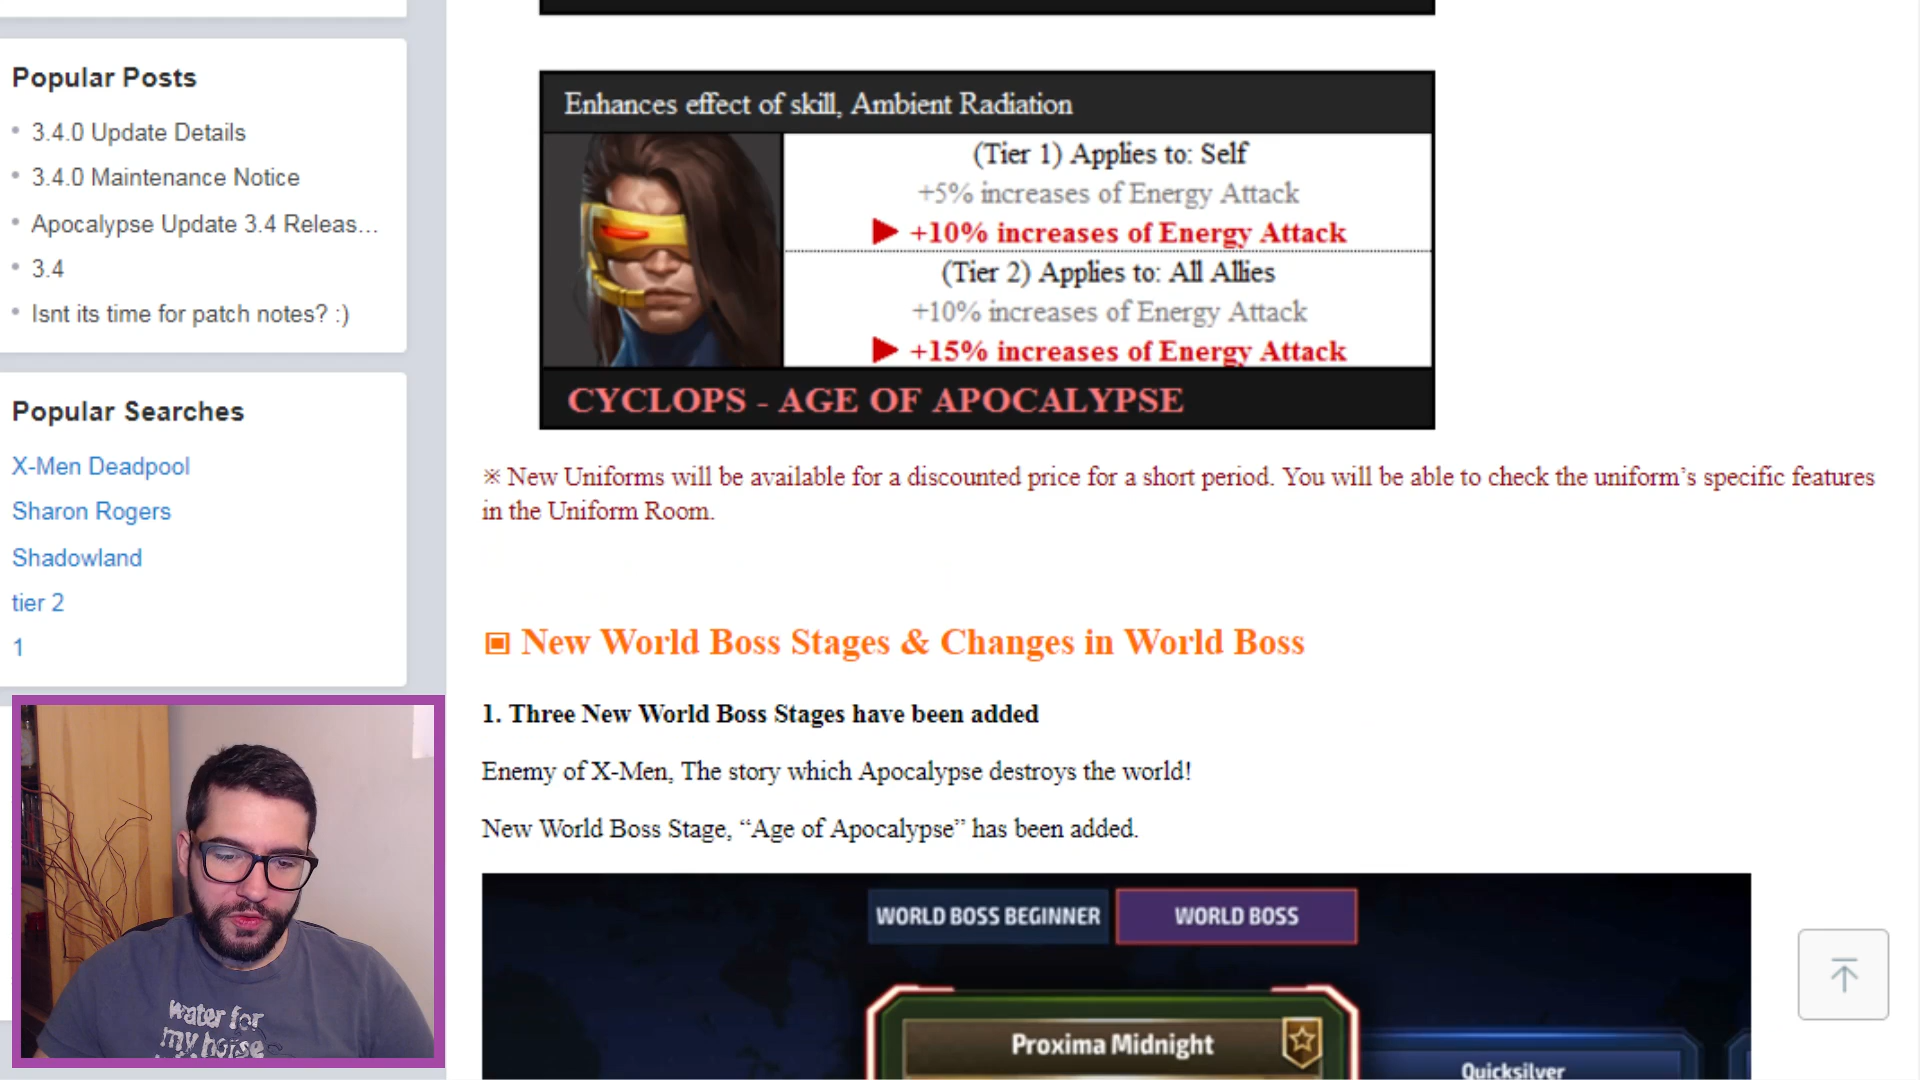 Popular Posts
3.4.0 Update Details
3.4.0 Maintenance Notice
Apocalypse Update 3.4 Releas...
3.4
Isnt its time for patch notes? :)
Popular Searches
X-Men Deadpool
Sharon Rogers
Shadowland
tier 2
1
Enhances effect of skill, Ambient Radiation
(Tier 1) Applies to: Self
+5% increases of Energy Attack
▶ +10% increases of Energy Attack
(Tier 2) Applies to: All Allies
+10% increases of Energy Attack
▶ +15% increases of Energy Attack
CYCLOPS - AGE OF APOCALYPSE
※ New Uniforms will be available for a discounted price for a short period. You will be able to check the uniform’s specific features
in the Uniform Room.
▣ New World Boss Stages & Changes in World Boss
1. Three New World Boss Stages have been added
Enemy of X-Men, The story which Apocalypse destroys the world!
New World Boss Stage, “Age of Apocalypse” has been added.
WORLD BOSS BEGINNER
WORLD BOSS
Proxima Midnight
Quicksilver
water for
my horse